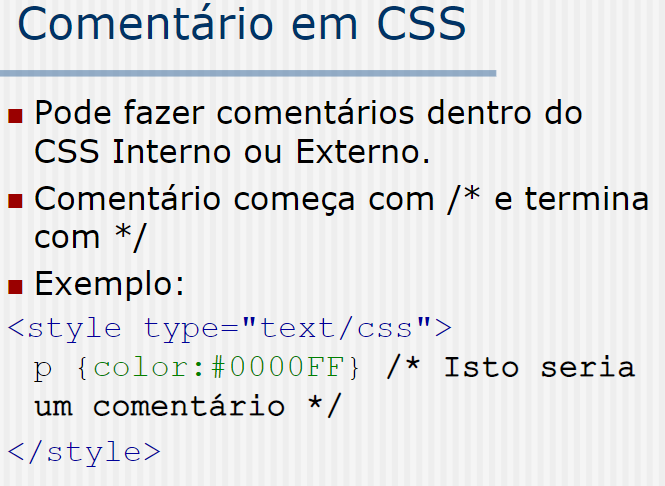 Comentário em CSS
Pode fazer comentários dentro do
CSS Interno ou Externo.
Comentário começa com /* e termina
com */
Exemplo:
<style type="text/css">
p {color:#0000FF} /* Isto seria
um comentário */
</style>